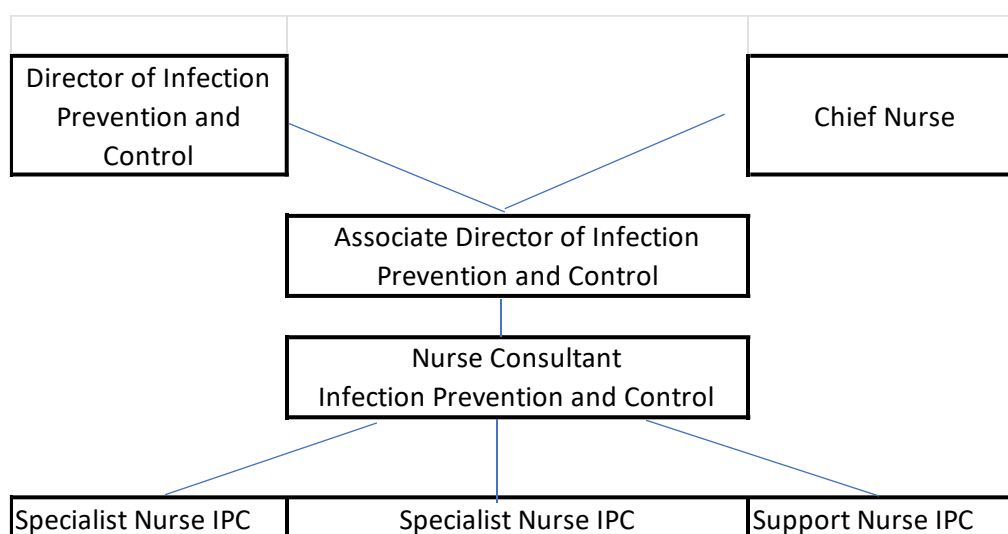 Director of Infection
Prevention and
Control
Chief Nurse
Associate Director of Infection
Prevention and Control
Nurse Consultant
Infection Prevention and Control
Specialist Nurse IPC
Specialist Nurse IPC
Support Nurse IPC